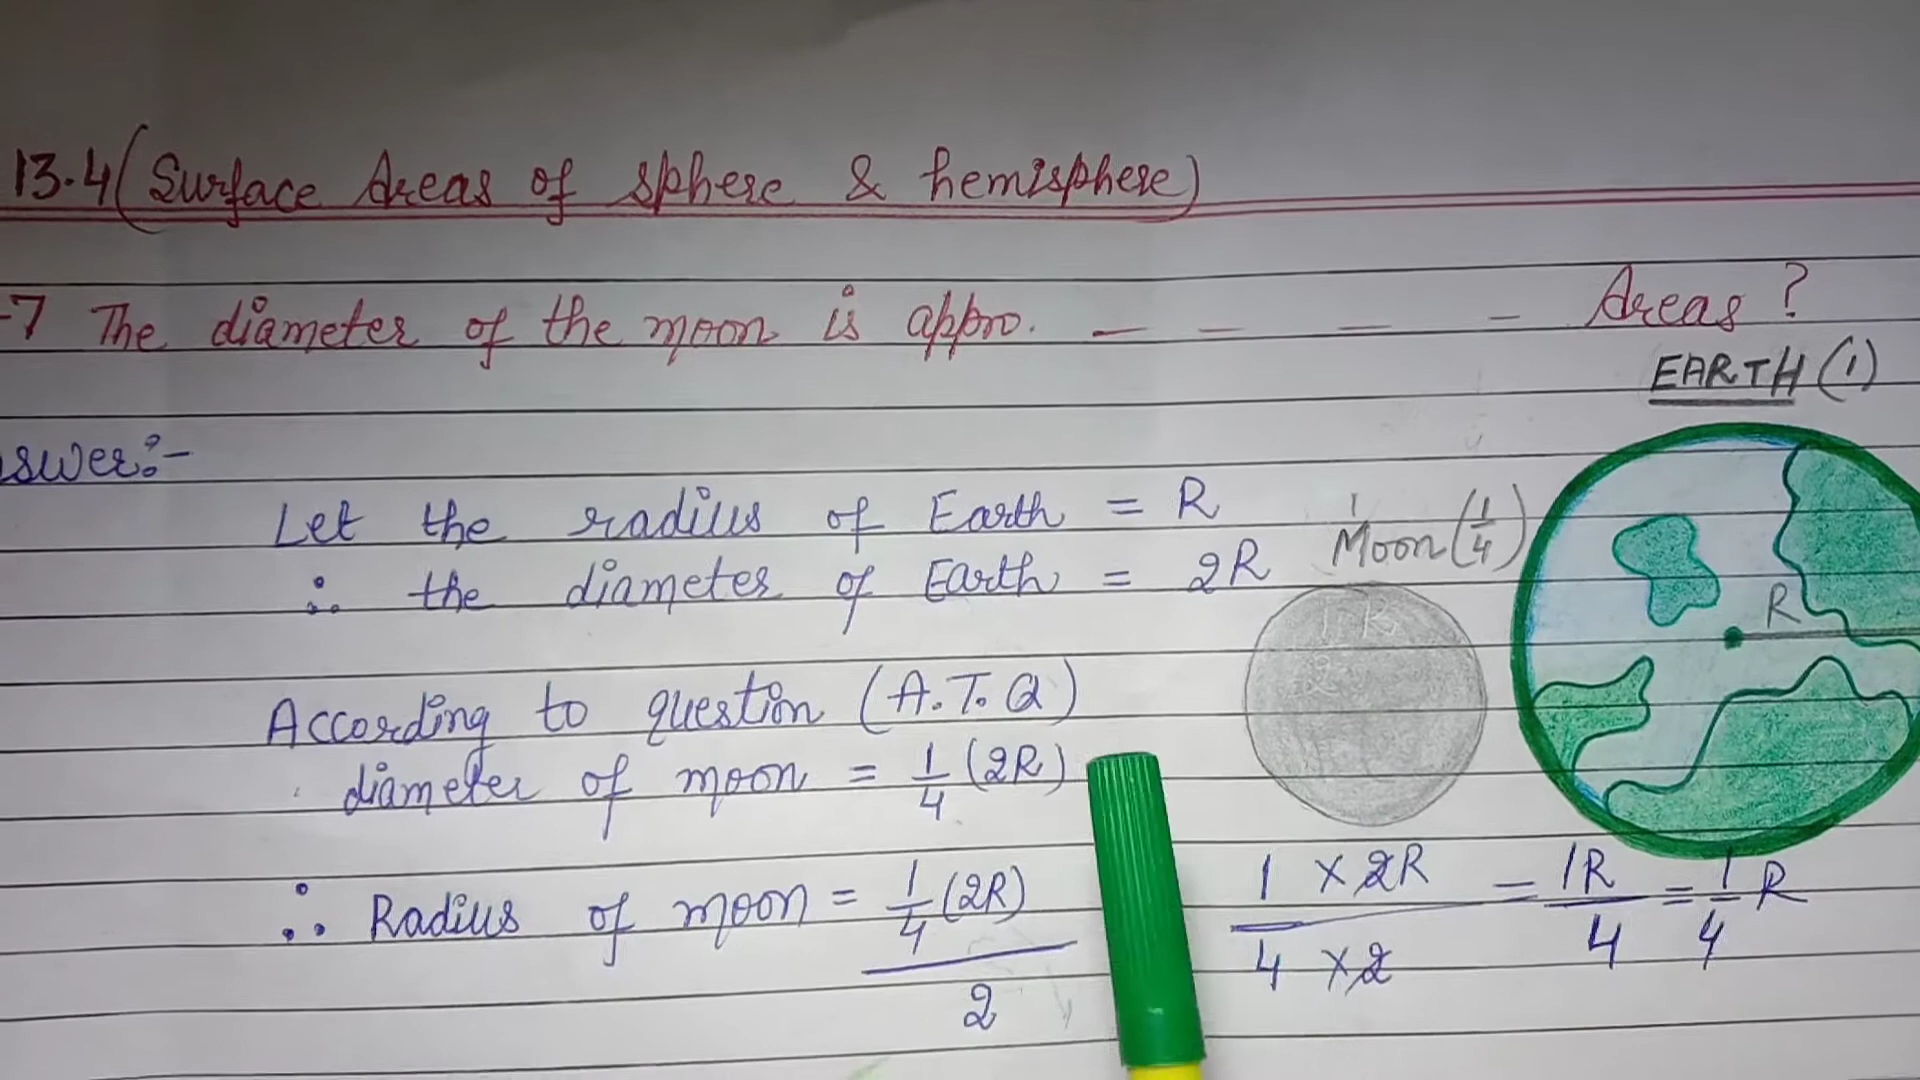 13.4 (Surface Areas of sphere & hemisphere)
-7 The diameter of the moon is appro. — — — — Areas?
EARTH (1)
swer:-
Let the radius of Earth = R
Moon (1/4)
∴ the diameter of Earth = 2R
R
According to question (A.T.Q)
diameter of moon = 1/4 (2R)
∴ Radius of moon = 1/4 (2R) / 2
1 × 2R / 4 × 2 = 1R / 4 = 1/4 R